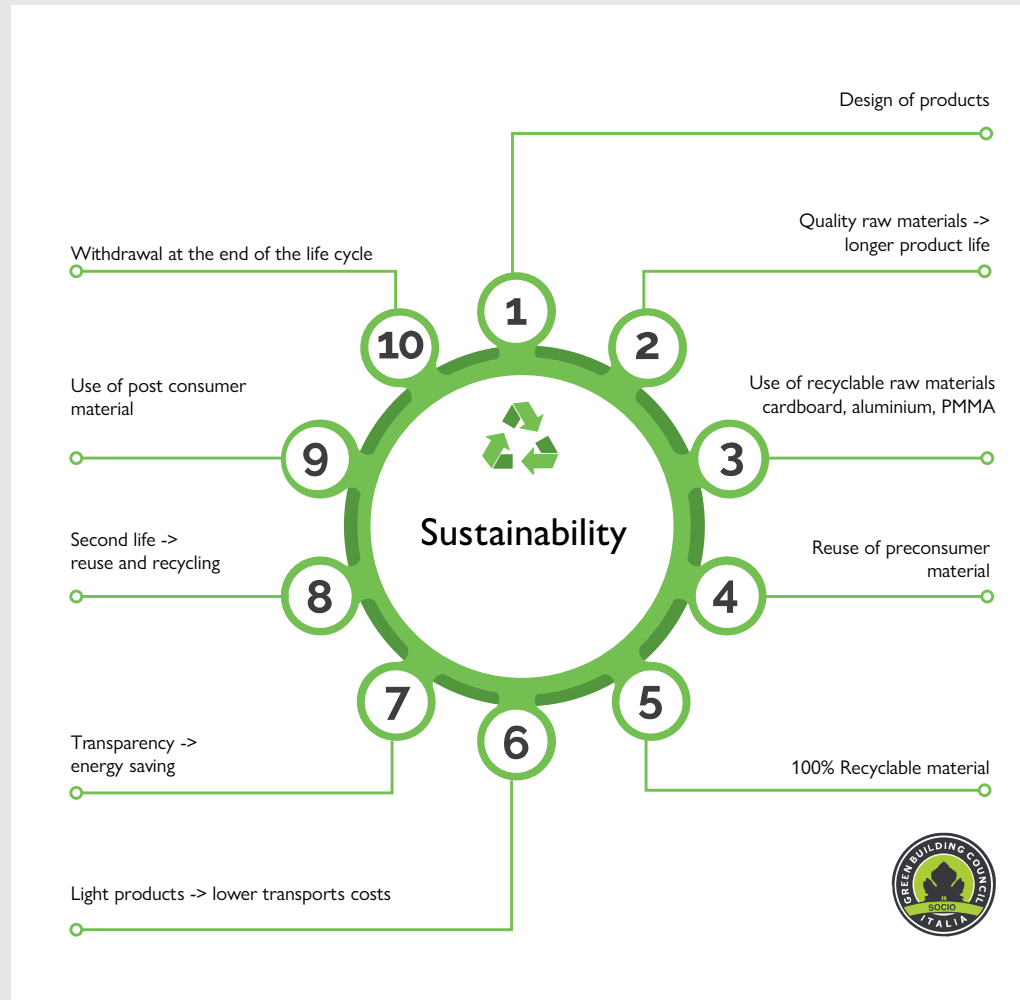 Design of products
1
Quality raw materials ->
longer product life
2
Use of recyclable raw materials
cardboard, aluminium, PMMA
3
Reuse of preconsumer
material
4
100% Recyclable material
5
Light products -> lower transports costs
6
Transparency ->
energy saving
7
Second life ->
reuse and recycling
8
Use of post consumer
material
9
Withdrawal at the end of the life cycle
10
Sustainability
GREEN BUILDING COUNCIL
SOCIO
ITALIA